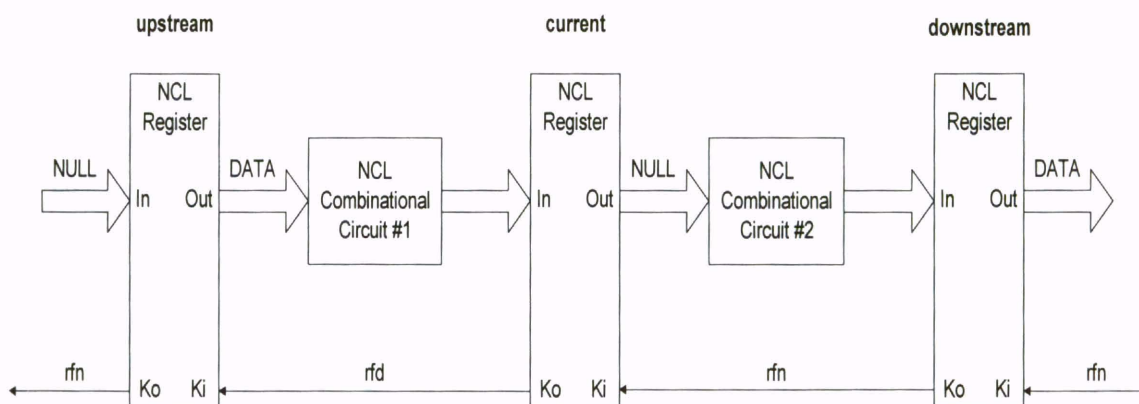 upstream
current
downstream
NCL
Register
NCL
Register
NCL
Register
NULL
DATA
NCL
Combinational
Circuit #1
NULL
NCL
Combinational
Circuit #2
DATA
In
Out
In
Out
In
Out
rfn
Ko
Ki
rfd
Ko
Ki
rfn
Ko
Ki
rfn